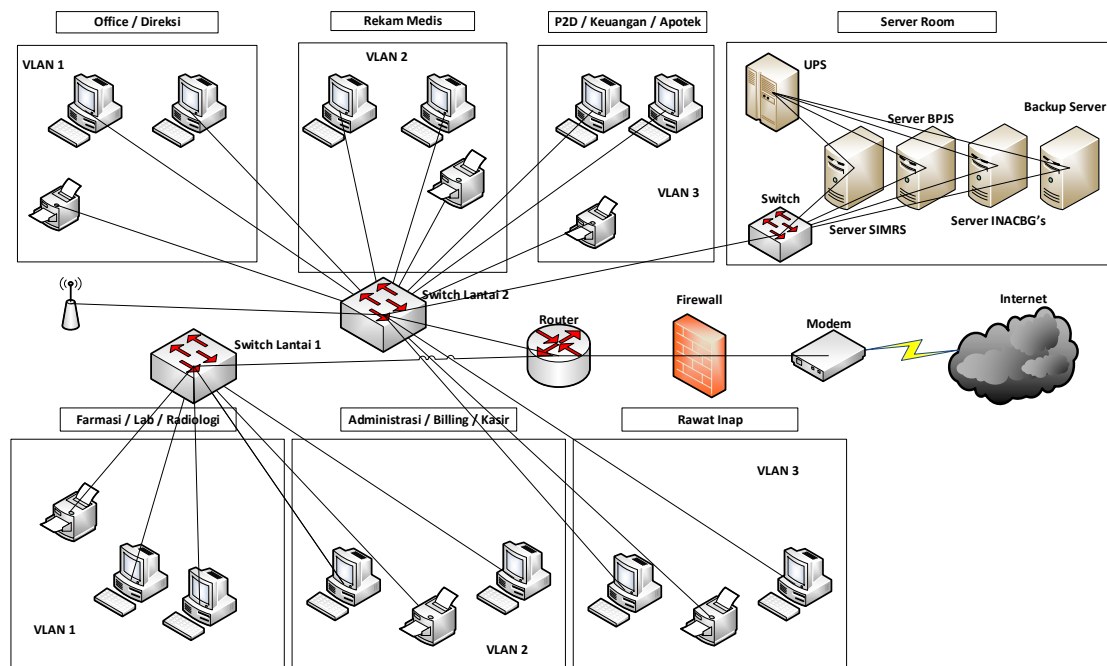 Office / Direksi
Rekam Medis
P2D / Keuangan / Apotek
Server Room
VLAN 1
VLAN 2
VLAN 3
UPS
Backup Server
Server BPJS
Switch
Server SIMRS
Server INACBG's
Switch Lantai 2
Switch Lantai 1
Router
Firewall
Modem
Internet
Farmasi / Lab / Radiologi
Administrasi / Billing / Kasir
Rawat Inap
VLAN 1
VLAN 2
VLAN 3